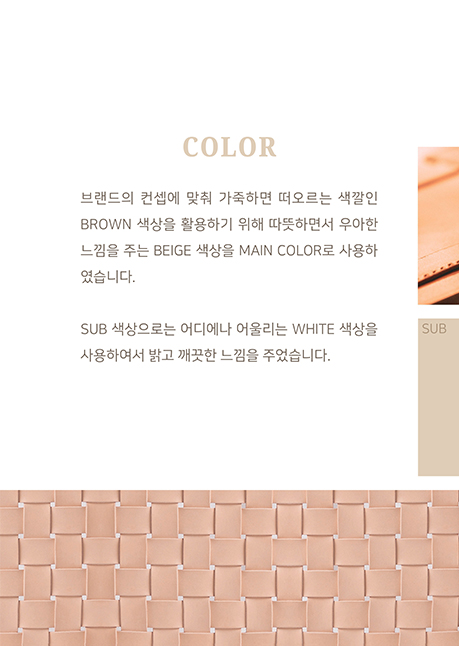 COLOR
브랜드의 컨셉에 맞춰 가죽하면 떠오르는 색깔인
BROWN 색상을 활용하기 위해 따뜻하면서 우아한
느낌을 주는 BEIGE 색상을 MAIN COLOR로 사용하
였습니다.
SUB 색상으로는 어디에나 어울리는 WHITE 색상을
사용하여서 밝고 깨끗한 느낌을 주었습니다.
SUB